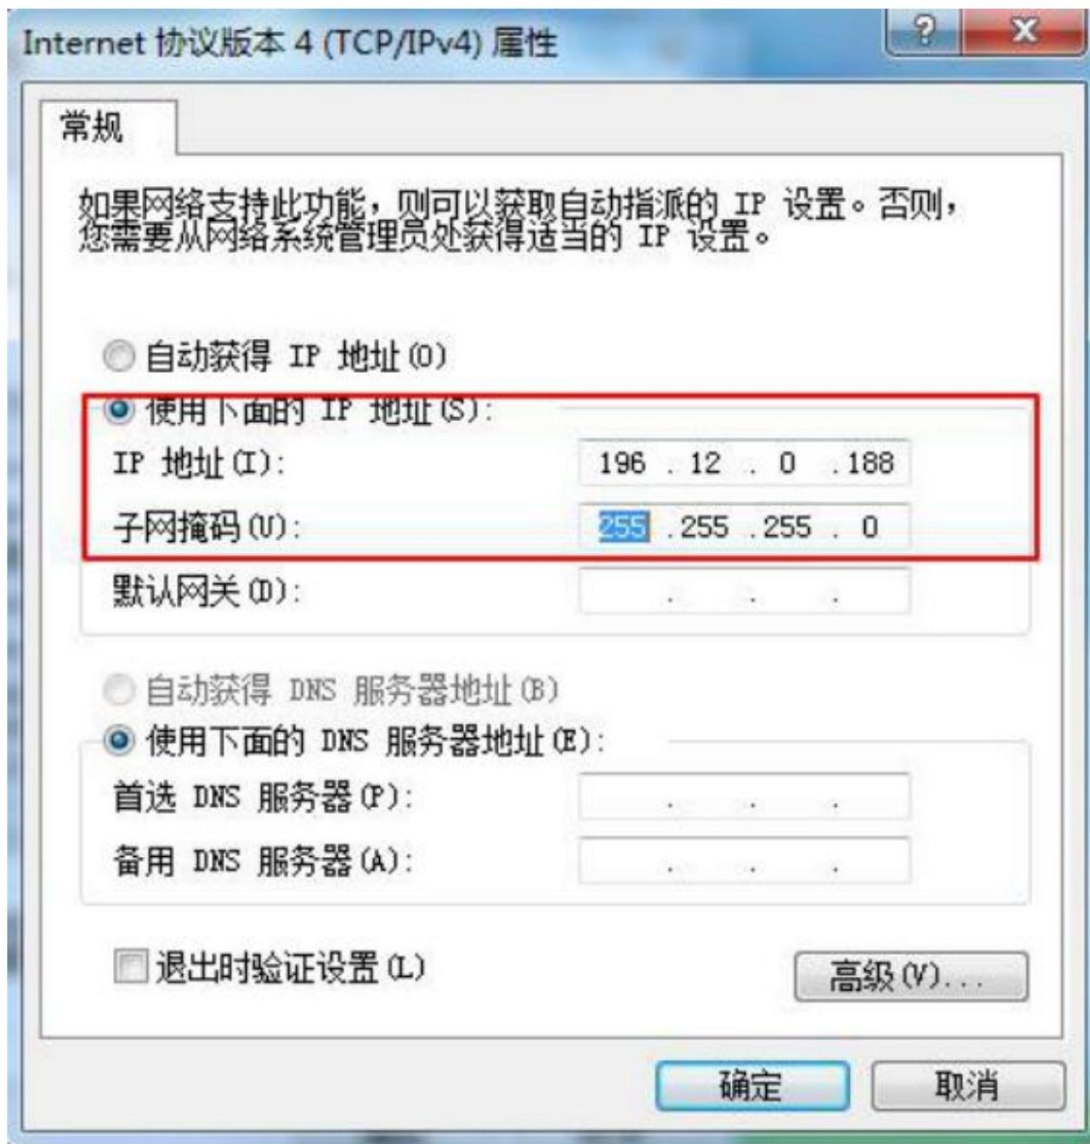 Internet 协议版本 4 (TCP/IPv4) 属性
常规
如果网络支持此功能，则可以获取自动指派的 IP 设置。否则，
您需要从网络系统管理员处获得适当的 IP 设置。
自动获得 IP 地址(O)
使用下面的 IP 地址(S):
IP 地址(I): 196 . 12 . 0 .188
子网掩码(U): 255 .255 .255 . 0
默认网关(D): . . .
自动获得 DNS 服务器地址(B)
使用下面的 DNS 服务器地址(E):
首选 DNS 服务器(P): . . .
备用 DNS 服务器(A): . . .
退出时验证设置(L)
高级(V)...
确定 取消